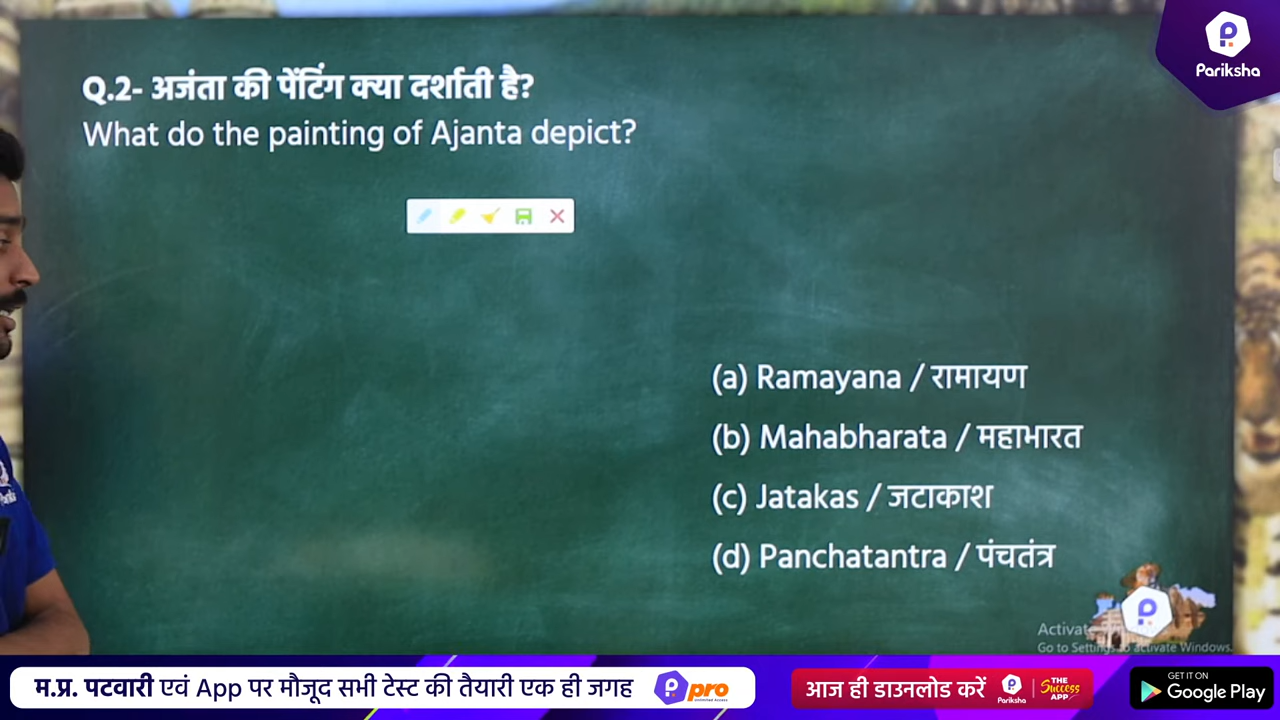 Pariksha
Q.2- अजंता की पेंटिंग क्या दर्शाती है?
What do the painting of Ajanta depict?
(a) Ramayana / रामायण
(b) Mahabharata / महाभारत
(c) Jatakas / जटाकाश
(d) Panchatantra / पंचतंत्र
Go to Settings to activate Windows.
म.प्र. पटवारी एवं App पर मौजूद सभी टेस्ट की तैयारी एक ही जगह
pro
आज ही डाउनलोड करें
Pariksha
THE
Success
APP
GET IT ON
Google Play